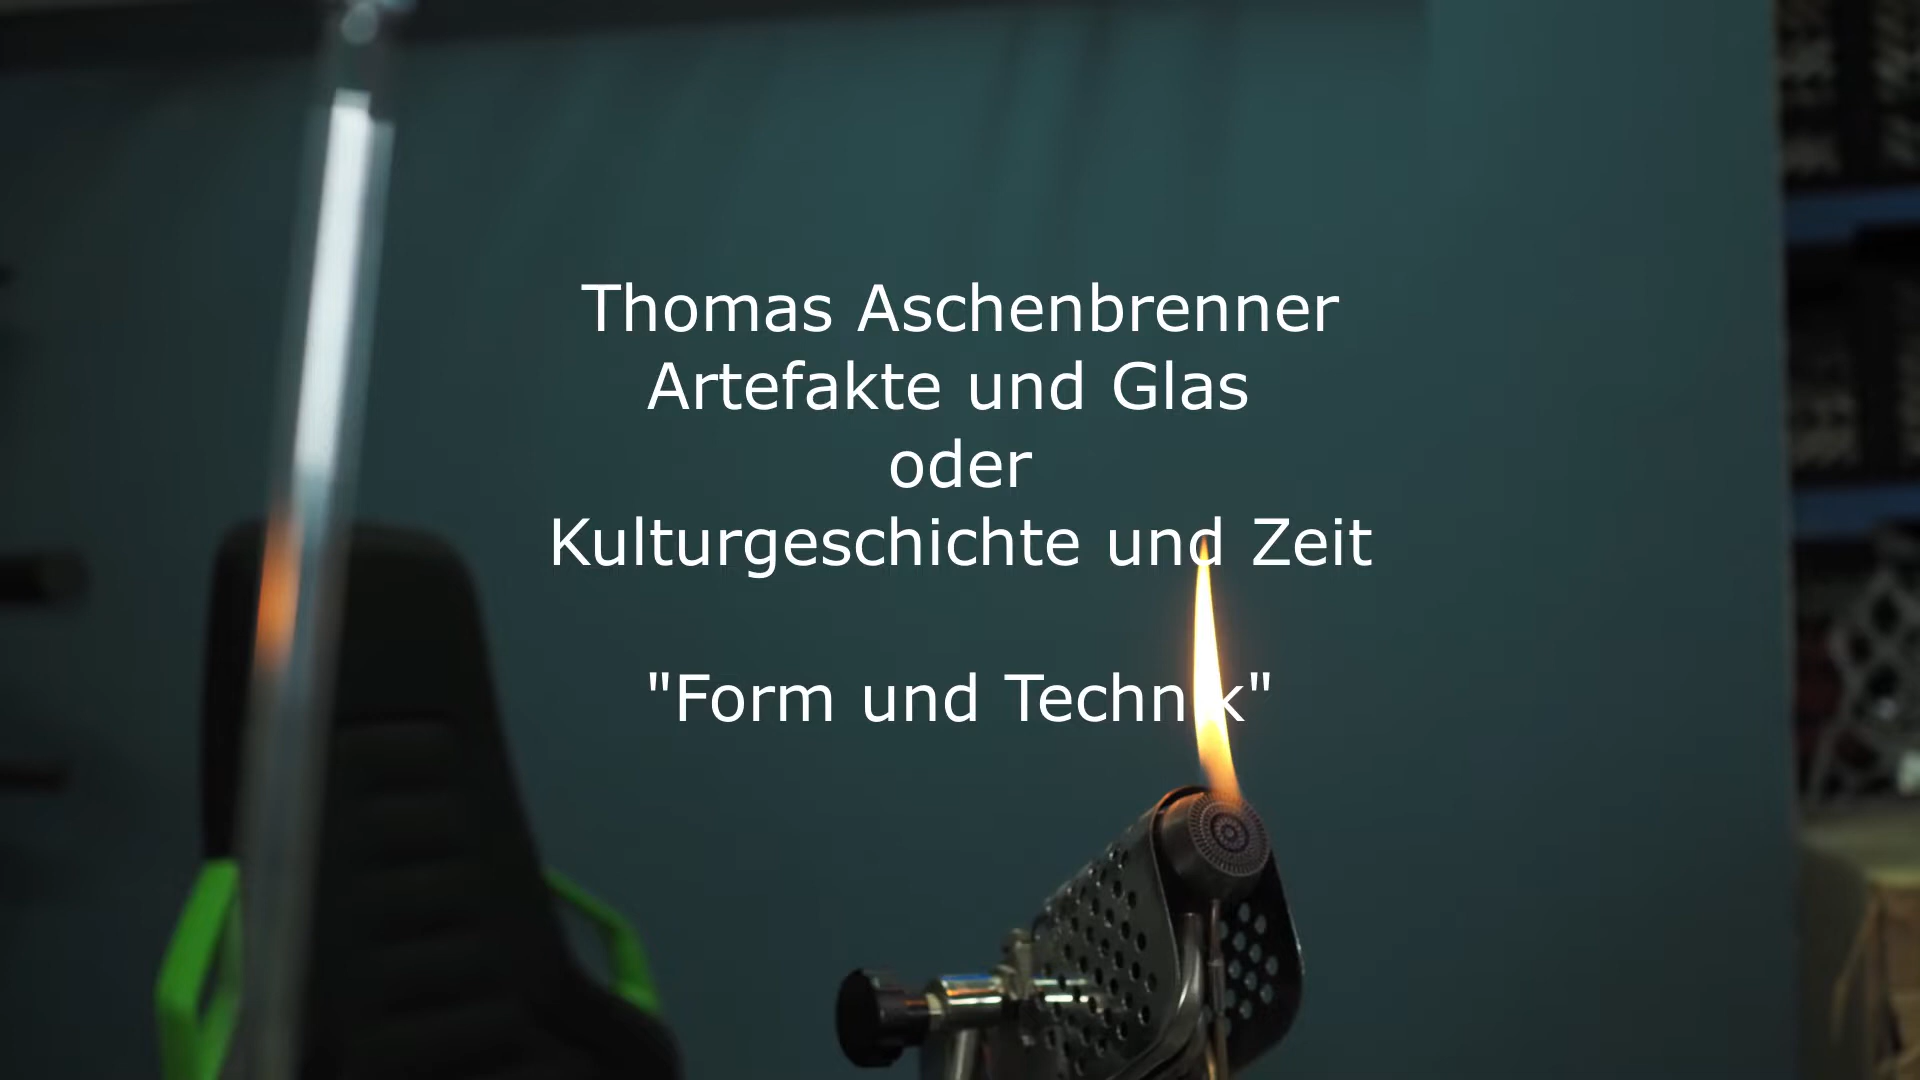 Thomas Aschenbrenner
Artefakte und Glas
oder
Kulturgeschichte und Zeit
"Form und Technik"